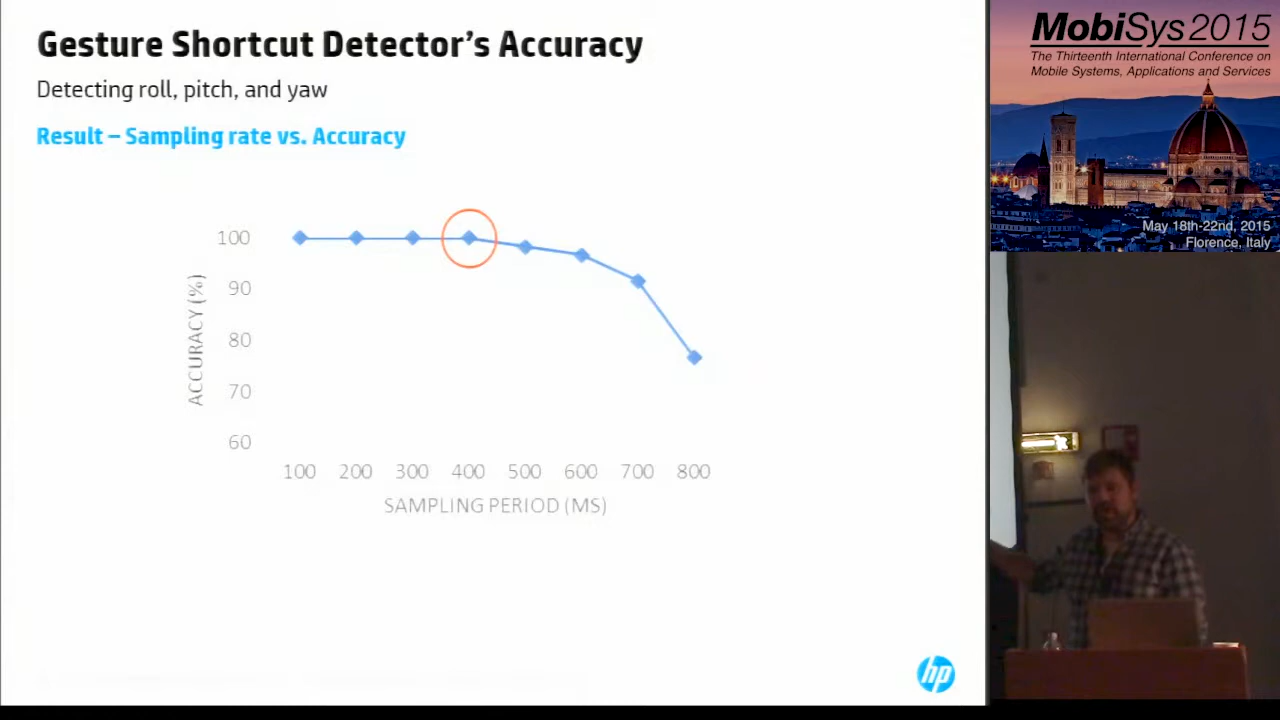 Gesture Shortcut Detector's Accuracy
Detecting roll, pitch, and yaw
Result – Sampling rate vs. Accuracy
100
90
80
70
60
ACCURACY (%)
100 200 300 400 500 600 700 800
SAMPLING PERIOD (MS)
hp
MobiSys 2015
The Thirteenth International Conference on
Mobile Systems, Applications and Services
May 18th-22nd, 2015
Florence, Italy